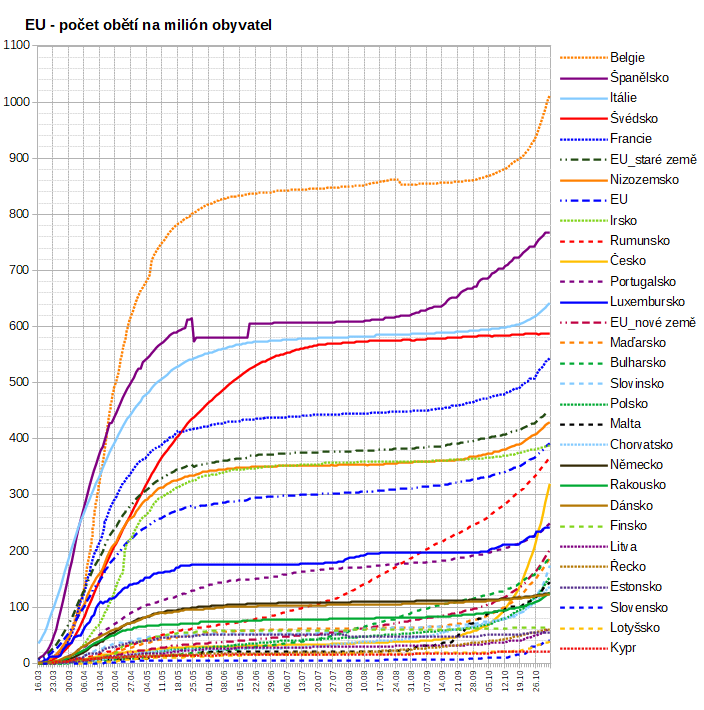 EU - počet obětí na milión obyvatel
1100
1000
900
800
700
600
500
400
300
200
100
0
16.03
23.03
30.03
06.04
13.04
20.04
27.04
04.05
11.05
18.05
25.05
01.06
08.06
15.06
22.06
29.06
06.07
13.07
20.07
27.07
03.08
10.08
17.08
24.08
31.08
07.09
14.09
21.09
28.09
05.10
12.10
19.10
26.10
Belgie
Španělsko
Itálie
Švédsko
Francie
EU_staré země
Nizozemsko
EU
Irsko
Rumunsko
Česko
Portugalsko
Luxembursko
EU_nové země
Maďarsko
Bulharsko
Slovinsko
Polsko
Malta
Chorvatsko
Německo
Rakousko
Dánsko
Finsko
Litva
Řecko
Estonsko
Slovensko
Lotyšsko
Kypr